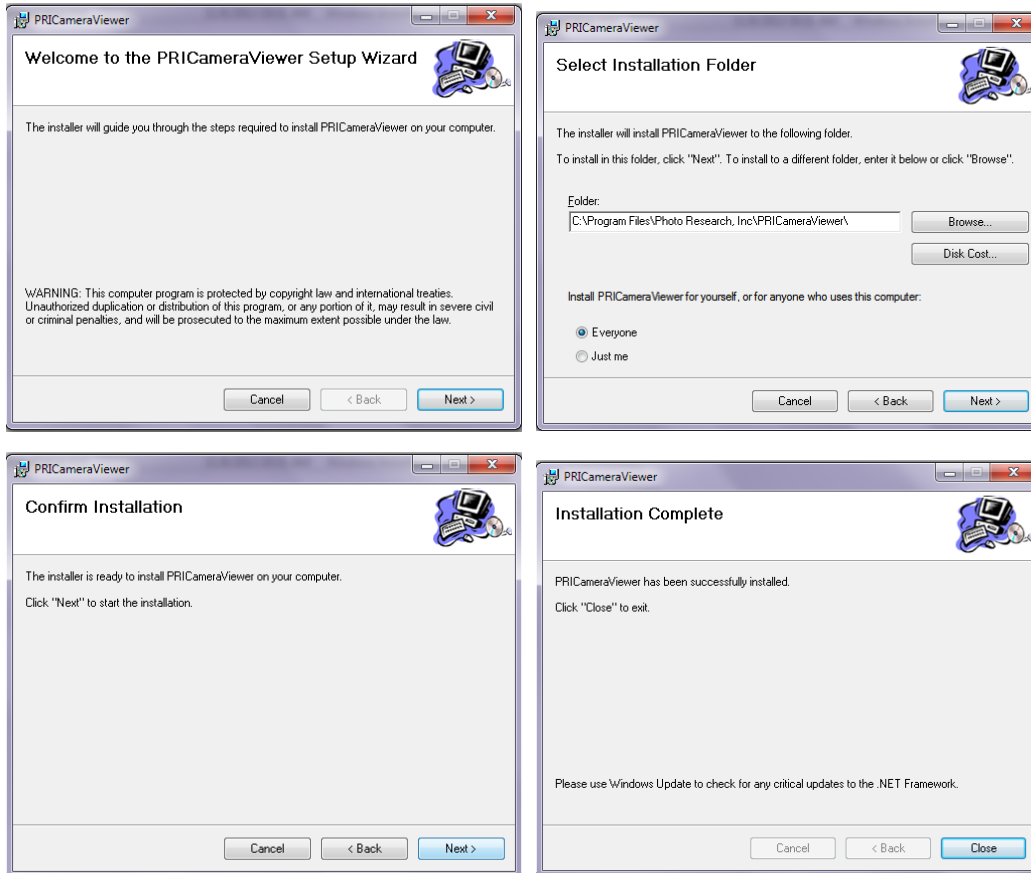 PRICameraViewer
Welcome to the PRICameraViewer Setup Wizard
The installer will guide you through the steps required to install PRICameraViewer on your computer.
WARNING: This computer program is protected by copyright law and international treaties.
Unauthorized duplication or distribution of this program, or any portion of it, may result in severe civil
or criminal penalties, and will be prosecuted to the maximum extent possible under the law.
Cancel
< Back
Next >
PRICameraViewer
Select Installation Folder
The installer will install PRICameraViewer to the following folder.
To install in this folder, click "Next". To install to a different folder, enter it below or click "Browse".
Folder:
C:\Program Files\Photo Research, Inc\PRICameraViewer\
Browse...
Disk Cost...
Install PRICameraViewer for yourself, or for anyone who uses this computer:
Everyone
Just me
Cancel
< Back
Next >
PRICameraViewer
Confirm Installation
The installer is ready to install PRICameraViewer on your computer.
Click "Next" to start the installation.
Cancel
< Back
Next >
PRICameraViewer
Installation Complete
PRICameraViewer has been successfully installed.
Click "Close" to exit.
Please use Windows Update to check for any critical updates to the .NET Framework.
Cancel
< Back
Close